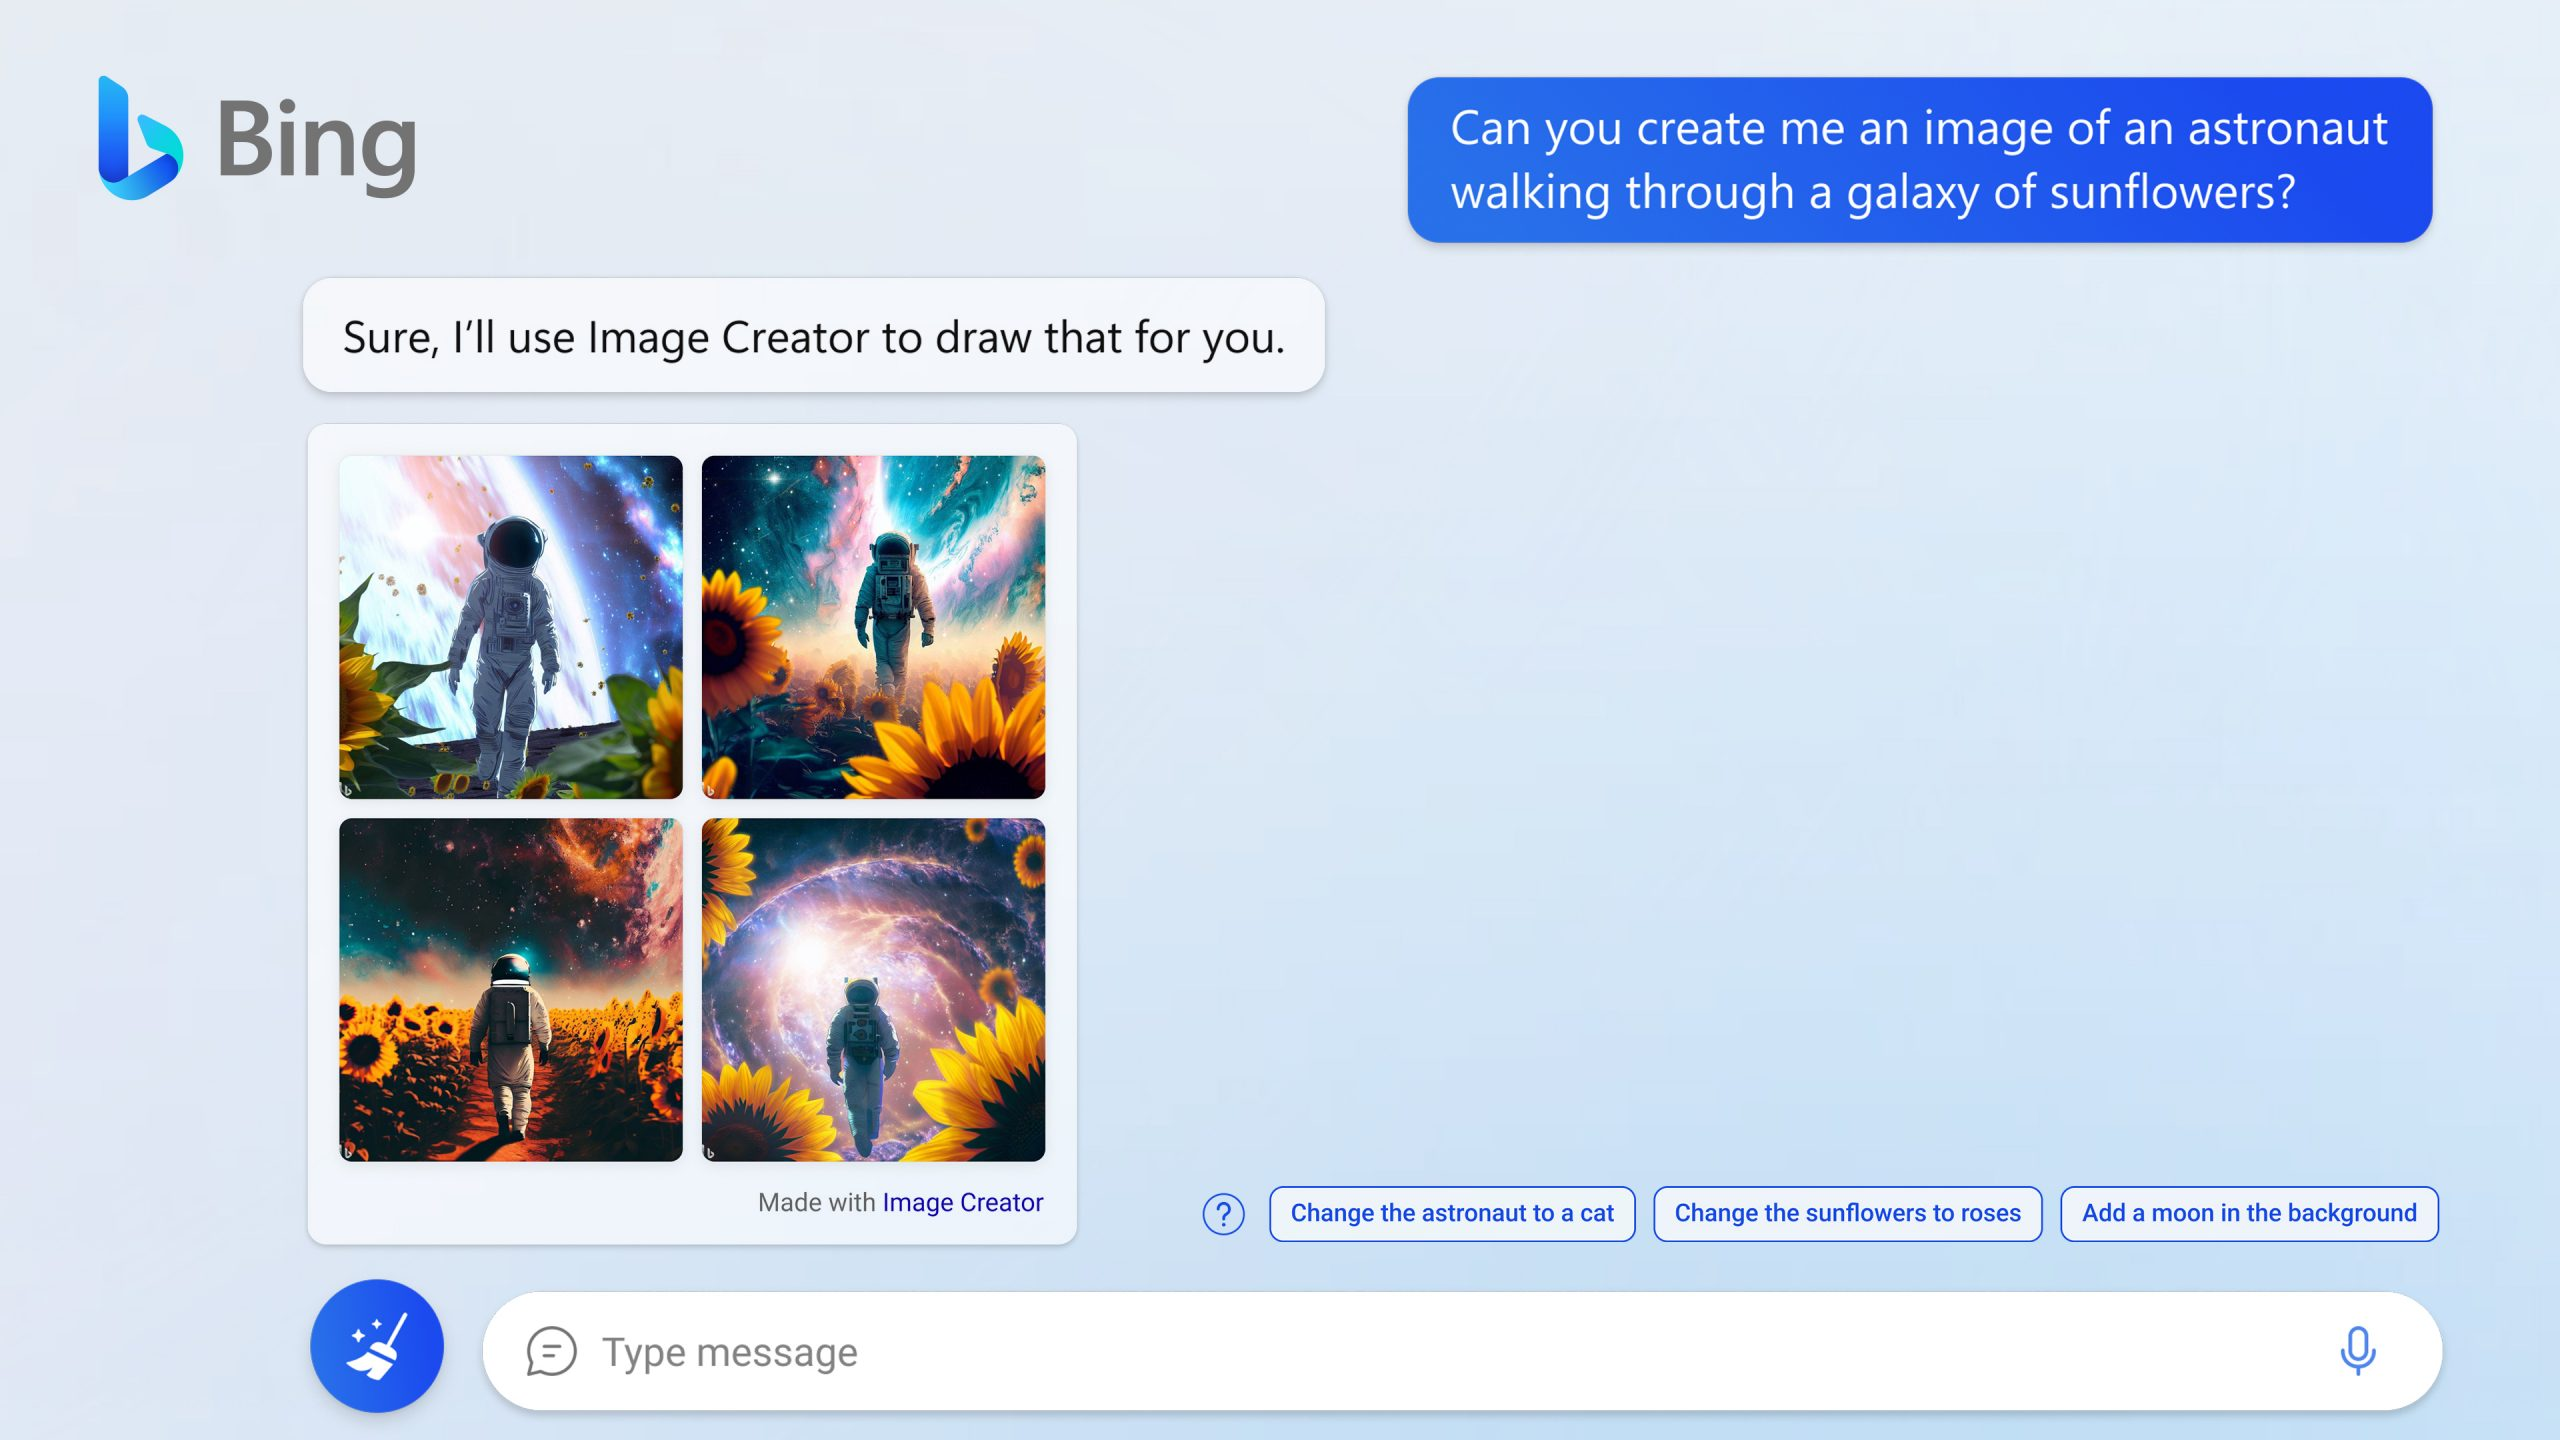 Bing
Can you create me an image of an astronaut
walking through a galaxy of sunflowers?
Sure, I’ll use Image Creator to draw that for you.
Made with Image Creator
?
Change the astronaut to a cat
Change the sunflowers to roses
Add a moon in the background
Type message